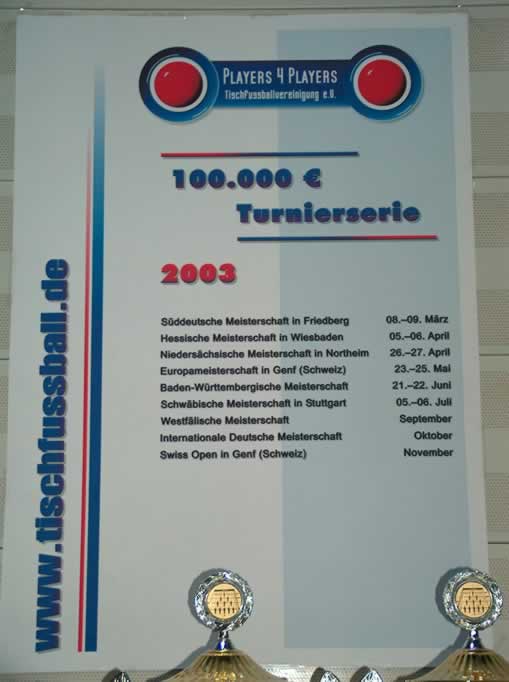 Players 4 Players
Tischfussballvereinigung e.V.
100.000 €
Turnierserie
2003
Süddeutsche Meisterschaft in Friedberg 08.–09. März
Hessische Meisterschaft in Wiesbaden 05.–06. April
Niedersächsische Meisterschaft in Northeim 26.–27. April
Europameisterschaft in Genf (Schweiz) 23.–25. Mai
Baden-Württembergische Meisterschaft 21.–22. Juni
Schwäbische Meisterschaft in Stuttgart 05.–06. Juli
Westfälische Meisterschaft September
Internationale Deutsche Meisterschaft Oktober
Swiss Open in Genf (Schweiz) November
www.tischfussball.de